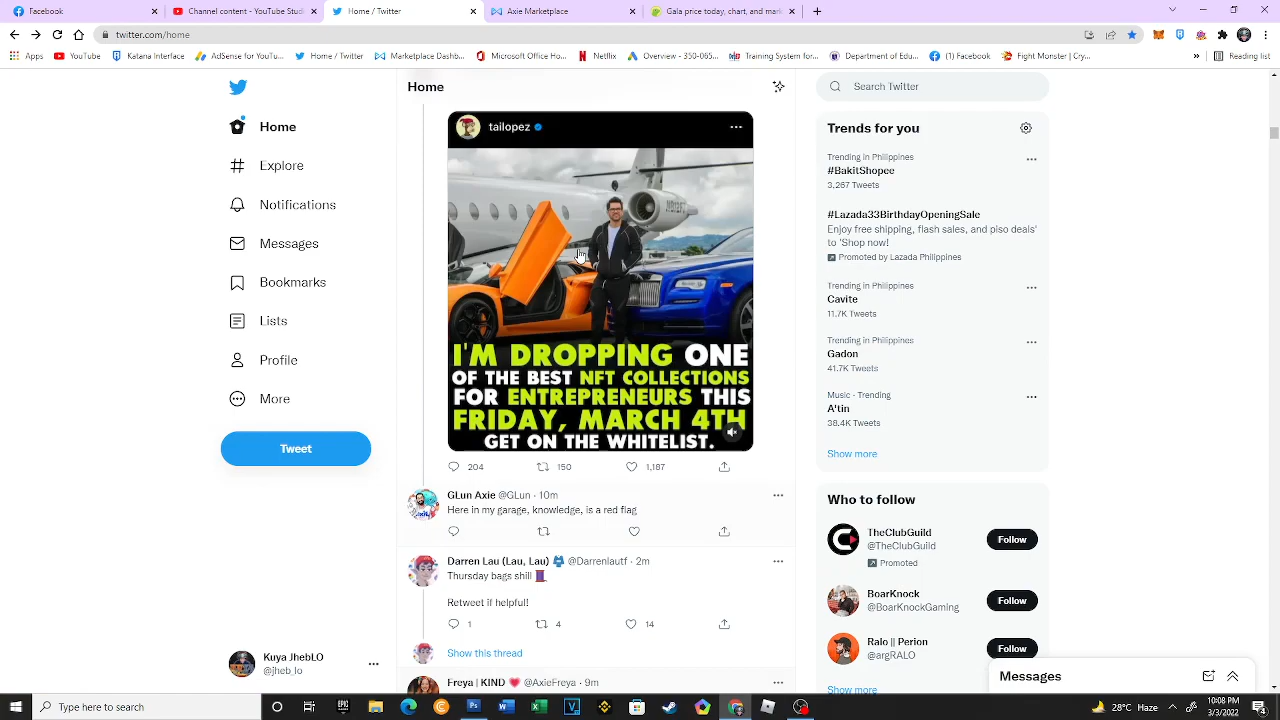 Facebook
Channel content - YouTube Studi
Home / Twitter
Axie Marketplace
Gala price today, chart, and mark
twitter.com/home
Apps
YouTube
Katana Interface
AdSense for YouTu...
Home / Twitter
Marketplace Dashb...
Microsoft Office Ho...
Netflix
Overview - 350-065...
Training System for...
Department of Edu...
(1) Facebook
Fight Monster | Cry...
»
Reading list
Home
Search Twitter
Home
Explore
Notifications
Messages
Bookmarks
Lists
Profile
More
Tweet
Kuya JhebLO
@jheb_lo
tailopez
I'M DROPPING ONE
OF THE BEST NFT COLLECTIONS
FOR ENTREPRENEURS THIS
FRIDAY, MARCH 4TH
GET ON THE WHITELIST.
204
150
1,187
GLun Axie @GLun · 10m
Here in my garage, knowledge, is a red flag
Darren Lau (Lau, Lau) @Darrenlautf · 2m
Thursday bags shill
Retweet if helpful!
1
4
14
Show this thread
Freya | KIND @AxieFreya · 9m
Trends for you
Trending in Philippines
#BakitShopee
3,267 Tweets
#Lazada33BirthdayOpeningSale
Enjoy free shipping, flash sales, and piso deals'
to 'Shop now!
Promoted by Lazada Philippines
Trending in Philippines
Cavite
11.7K Tweets
Trending in Philippines
Gadon
41.7K Tweets
Music · Trending
A'tin
38.4K Tweets
Show more
Who to follow
TheClubGuild
@TheClubGuild
Follow
Promoted
BoarKnock
@BoarKnockGaming
Follow
Ralo || Perion
@argRALO
Follow
Show more
Messages
Type here to search
28°C Haze
10:08 PM
3/3/2022